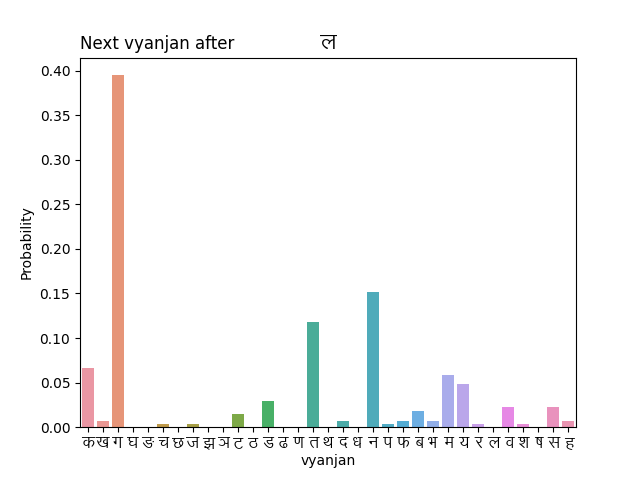 Next vyanjan after ल
0.40
0.35
0.30
0.25
0.20
0.15
0.10
0.05
0.00
Probability
क ख ग घ ङ च छ ज झ ञ ट ठ ड ढ ण त थ द ध न प फ ब भ म य र ल व श ष स ह
vyanjan